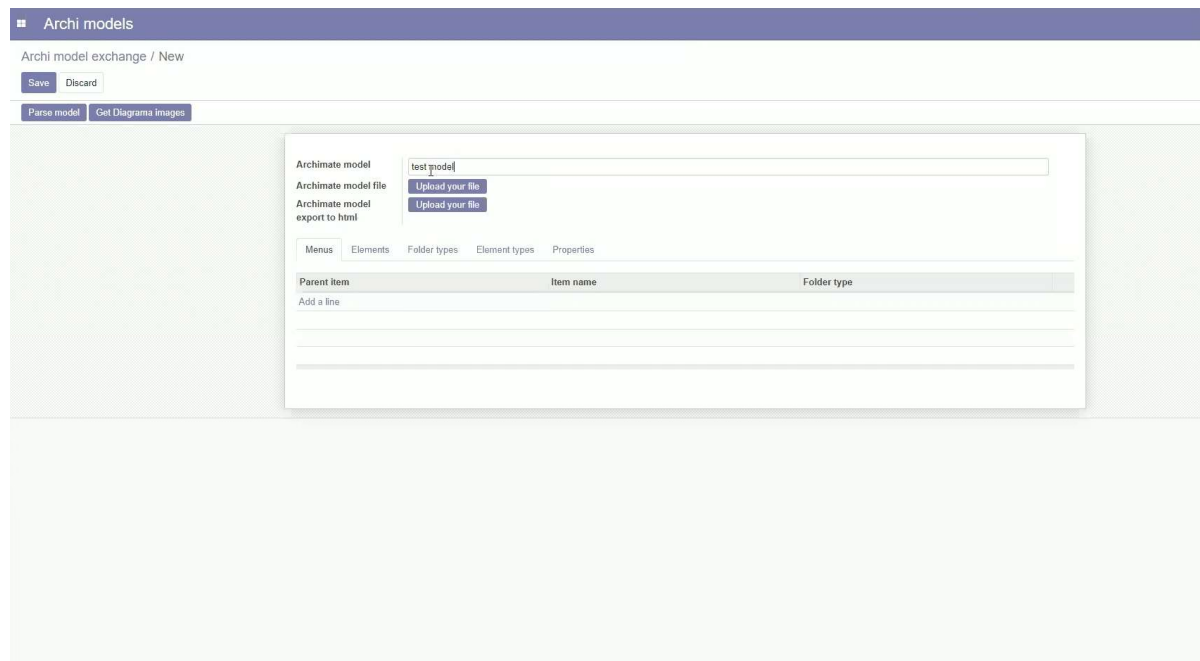 Archi models
Archi model exchange / New
Save Discard
Parse model Get Diagrama images
Archimate model test model
Archimate model file Upload your file
Archimate model export to html Upload your file
Menus Elements Folder types Element types Properties
Parent item Item name Folder type
Add a line